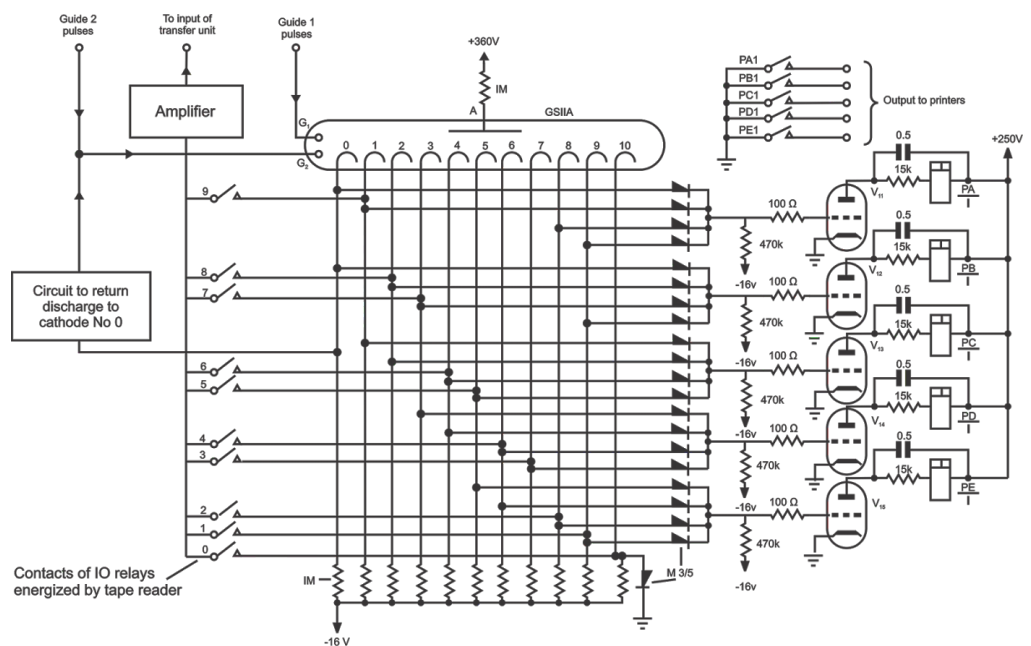 Guide 2
pulses
To input of
transfer unit
Guide 1
pulses
+360V
IM
A
GSIIA
Amplifier
G₁
G₂
0 1 2 3 4 5 6 7 8 9 10
PA1
PB1
PC1
PD1
PE1
Output to printers
+250V
0.5
15k
V₁₁
PA
I
100 Ω
470k
-16v
0.5
15k
V₁₂
PB
I
100 Ω
470k
-16v
0.5
15k
V₁₃
PC
I
100 Ω
470k
-16v
0.5
15k
V₁₄
PD
I
100 Ω
470k
-16v
0.5
15k
V₁₅
PE
I
100 Ω
470k
-16v
9
8
7
Circuit to return
discharge to
cathode No 0
6
5
4
3
2
1
0
Contacts of IO relays
energized by tape reader
IM
M 3/5
-16 V